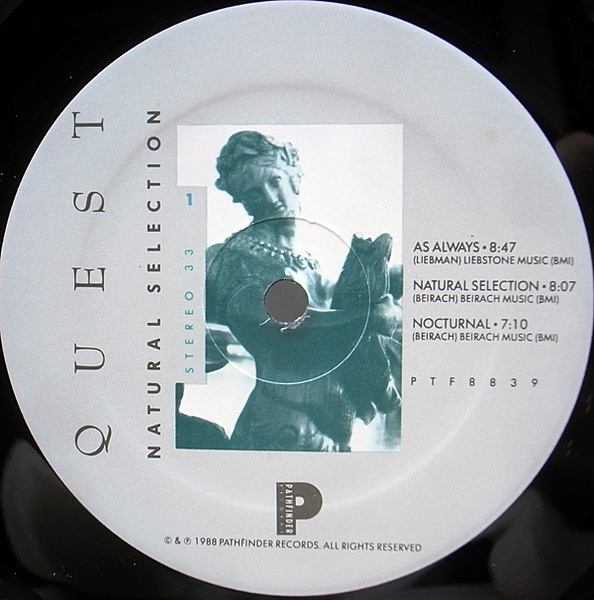 QUEST
NATURAL SELECTION
STEREO 33
1
AS ALWAYS • 8:47
(LIEBMAN) LIEBSTONE MUSIC (BMI)
NATURAL SELECTION • 8:07
(BEIRACH) BEIRACH MUSIC (BMI)
NOCTURNAL • 7:10
(BEIRACH) BEIRACH MUSIC (BMI)
PTF8839
P
PATHFINDER
© & ℗ 1988 PATHFINDER RECORDS. ALL RIGHTS RESERVED